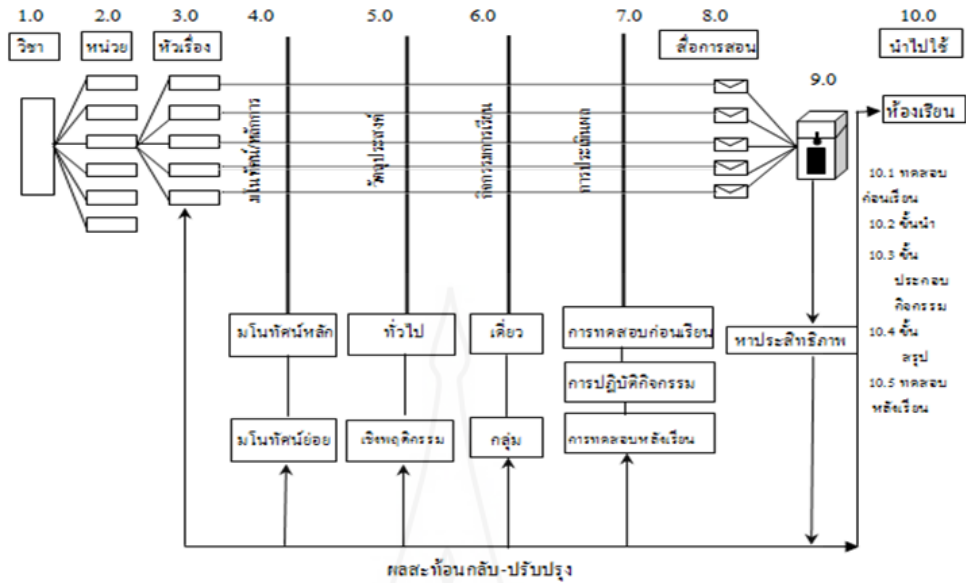 1.0 2.0 3.0 4.0 5.0 6.0 7.0 8.0 10.0
วิชา หน่วย หัวเรื่อง สื่อการสอน นำไปใช้
9.0
ห้องเรียน
มโนทัศน์/หลักการ
วัตถุประสงค์
กิจกรรมการเรียน
การประเมินผล
10.1 ทดสอบ
ก่อนเรียน
10.2 ขั้นนำ
10.3 ขั้น
ประกอบ
กิจกรรม
10.4 ขั้น
สรุป
10.5 ทดสอบ
หลังเรียน
มโนทัศน์หลัก ทั่วไป เดี่ยว การทดสอบก่อนเรียน หาประสิทธิภาพ
การปฏิบัติกิจกรรม
มโนทัศน์ย่อย เชิงพฤติกรรม กลุ่ม การทดสอบหลังเรียน
ผลสะท้อนกลับ-ปรับปรุง